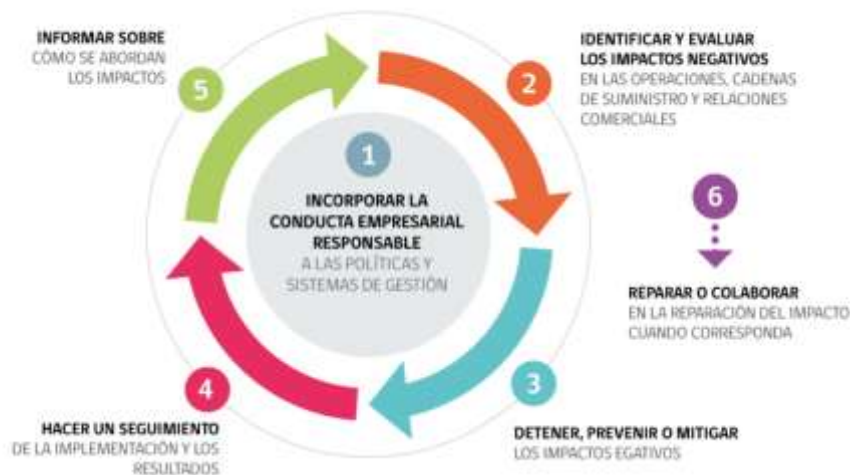 1
INCORPORAR LA
CONDUCTA EMPRESARIAL
RESPONSABLE
A LAS POLÍTICAS Y
SISTEMAS DE GESTIÓN
2
IDENTIFICAR Y EVALUAR
LOS IMPACTOS NEGATIVOS
EN LAS OPERACIONES, CADENAS
DE SUMINISTRO Y RELACIONES
COMERCIALES
3
DETENER, PREVENIR O MITIGAR
LOS IMPACTOS EGATIVOS
4
HACER UN SEGUIMIENTO
DE LA IMPLEMENTACIÓN Y LOS
RESULTADOS
5
INFORMAR SOBRE
CÓMO SE ABORDAN
LOS IMPACTOS
6
REPARAR O COLABORAR
EN LA REPARACIÓN DEL IMPACTO
CUANDO CORRESPONDA